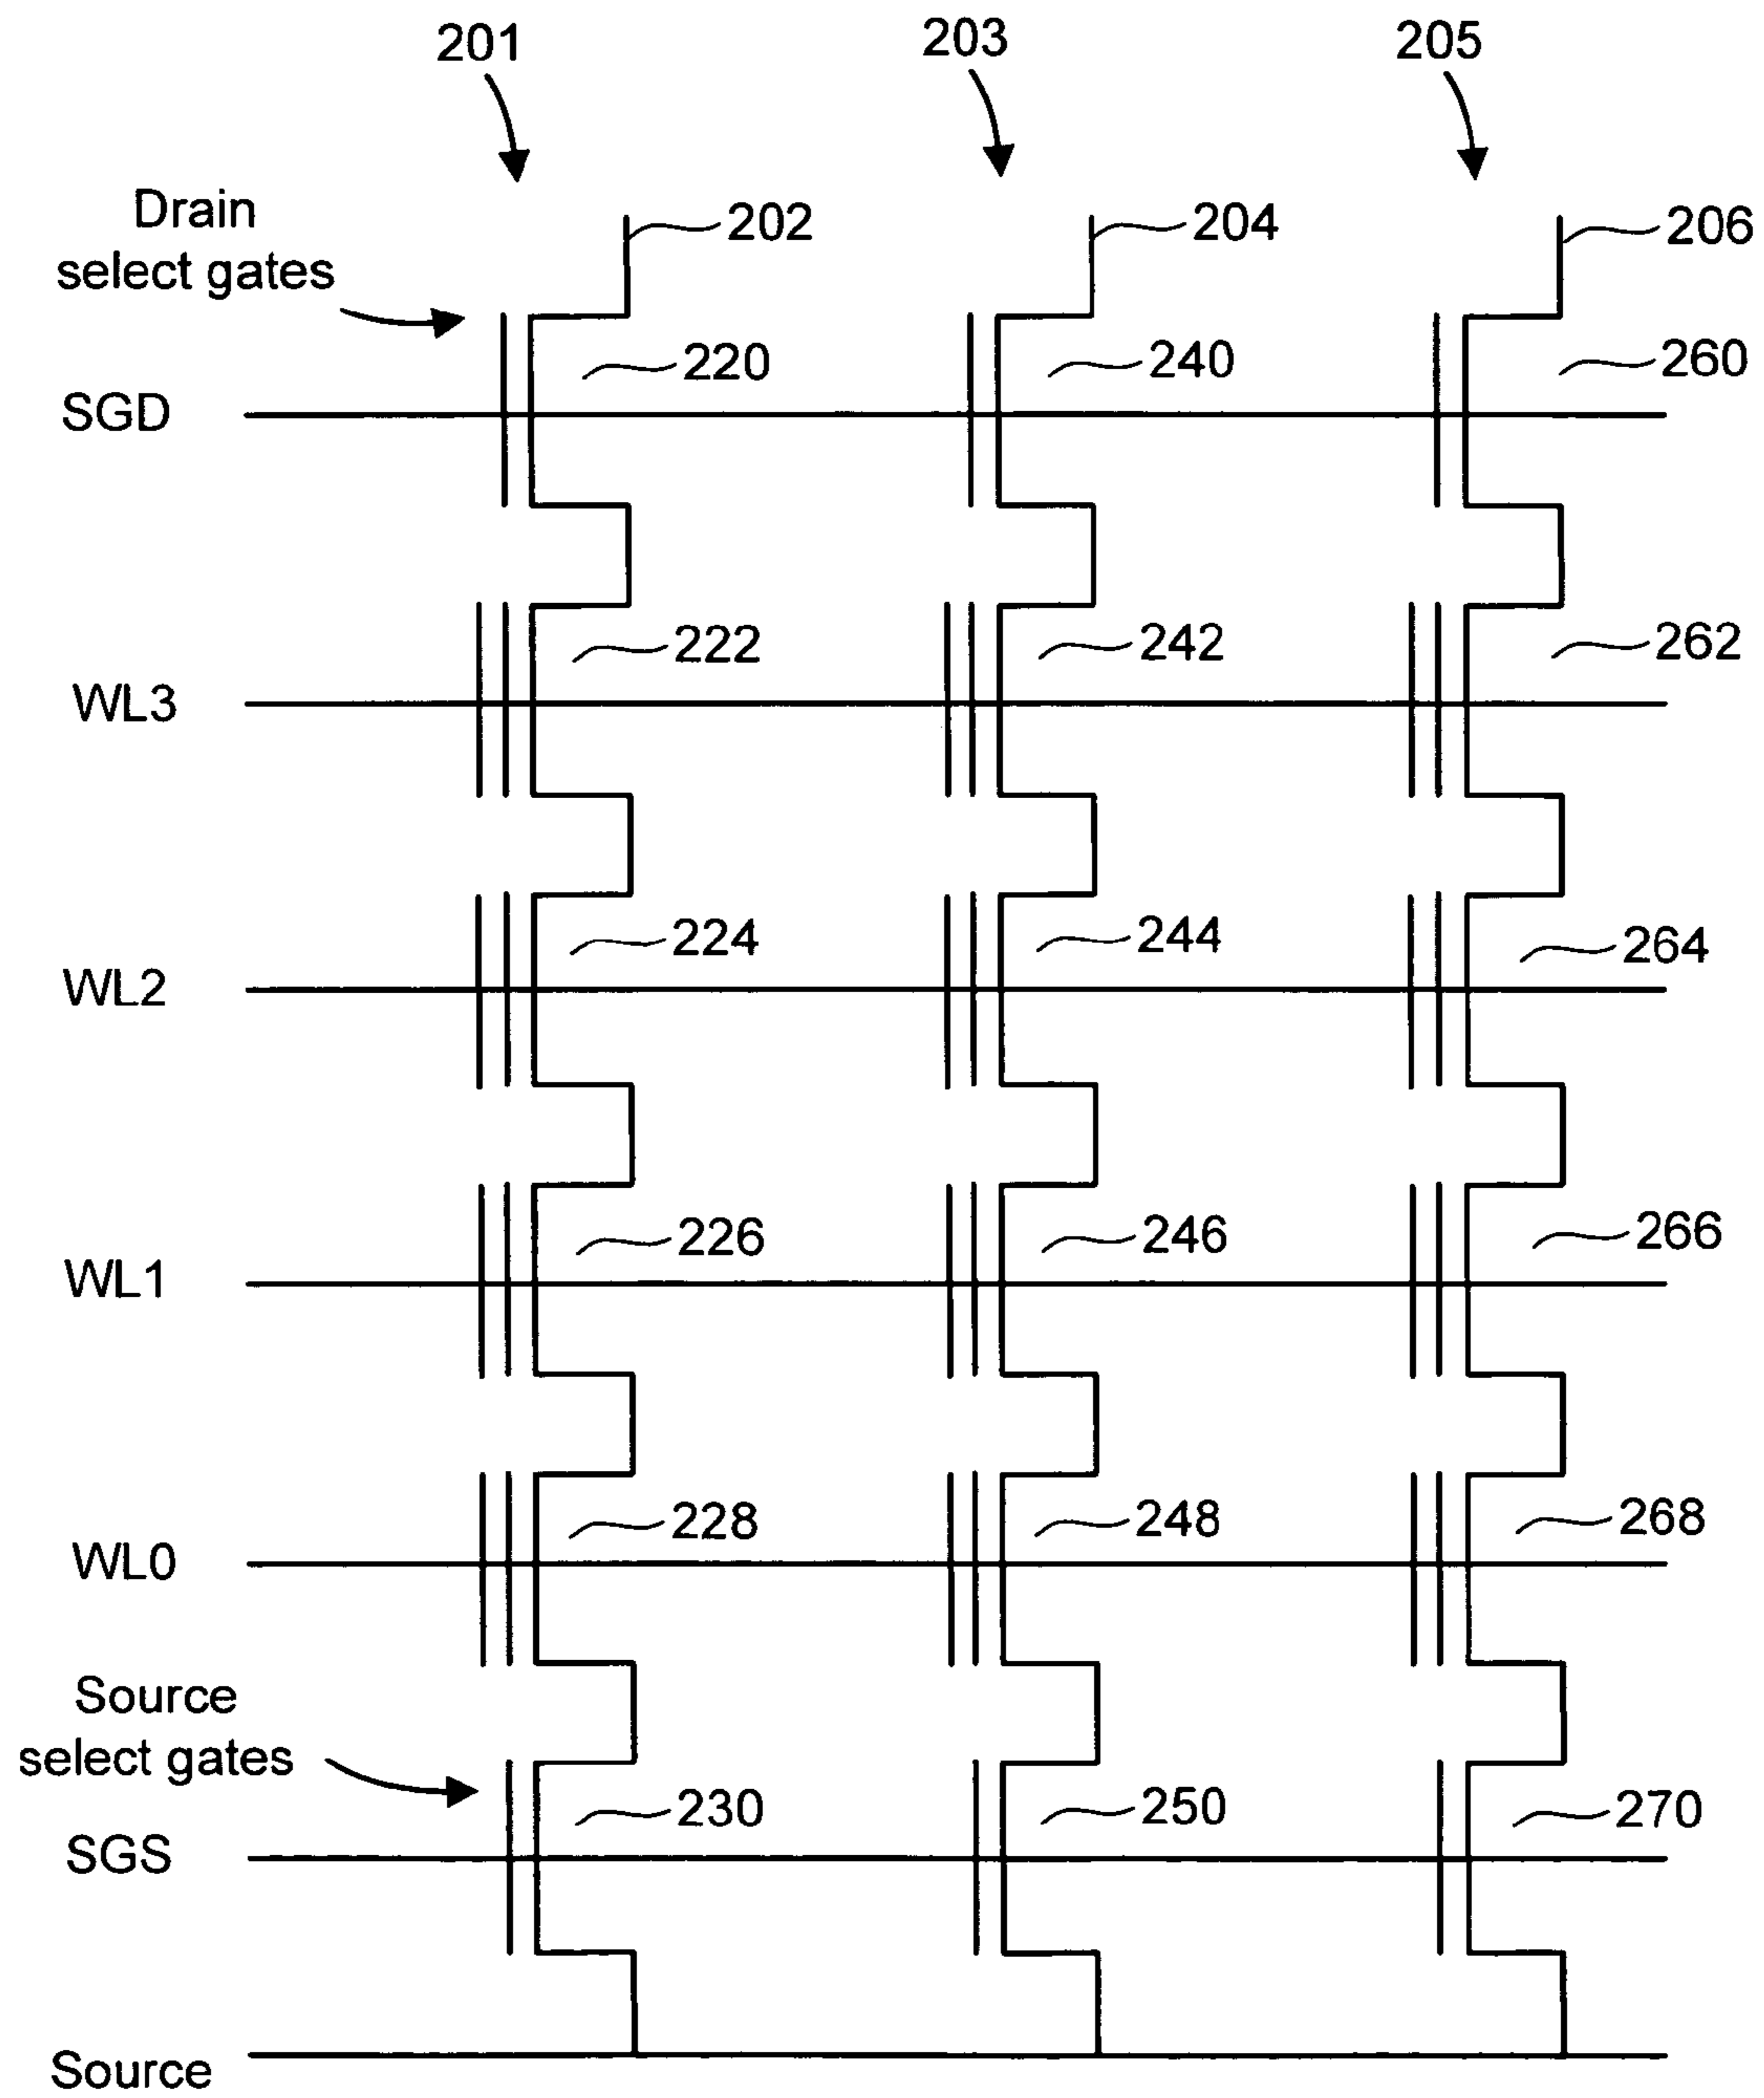 201 203 205
202 204 206
Drain
select gates
220 240 260
SGD
222 242 262
WL3
224 244 264
WL2
226 246 266
WL1
228 248 268
WL0
Source
select gates
230 250 270
SGS
Source